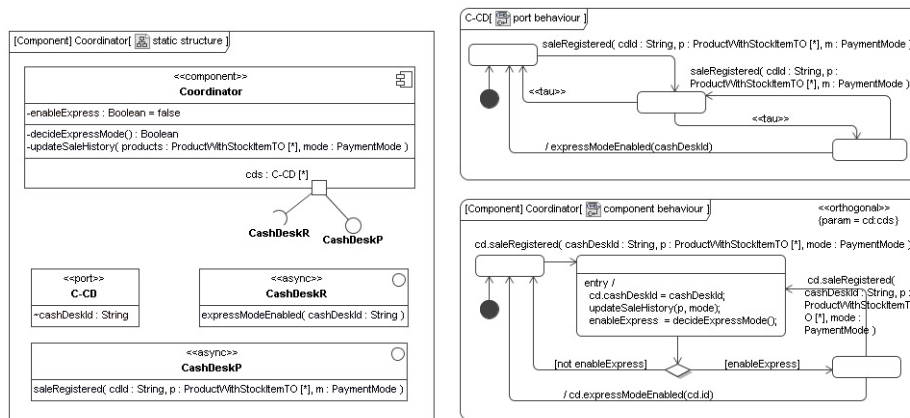 [Component] Coordinator[ static structure ]
<<component>>
Coordinator
-enableExpress : Boolean = false
-decideExpressMode() : Boolean
-updateSaleHistory( products : ProductWithStockItemTO [*], mode : PaymentMode )
cds : C-CD [*]
CashDeskR
CashDeskP
<<port>>
C-CD
~cashDeskId : String
<<async>>
CashDeskR
expressModeEnabled( cashDeskId : String )
<<async>>
CashDeskP
saleRegistered( cdId : String, p : ProductWithStockItemTO [*], m : PaymentMode )
C-CD[ port behaviour ]
saleRegistered( cdId : String, p : ProductWithStockItemTO [*], m : PaymentMode )
saleRegistered( cdId : String, p :
ProductWithStockItemTO [*], m : PaymentMode )
<<tau>>
<<tau>>
/ expressModeEnabled(cashDeskId)
[Component] Coordinator[ component behaviour ]
<<orthogonal>>
{param = cd:cds}
cd.saleRegistered( cashDeskId : String, p : ProductWithStockItemTO [*], mode : PaymentMode )
entry /
cd.cashDeskId = cashDeskId;
updateSaleHistory(p, mode);
enableExpress = decideExpressMode();
cd.saleRegistered(
cashDeskId : String, p :
ProductWithStockItemT
O [*], mode :
PaymentMode )
[not enableExpress]
[enableExpress]
/ cd.expressModeEnabled(cd.id)